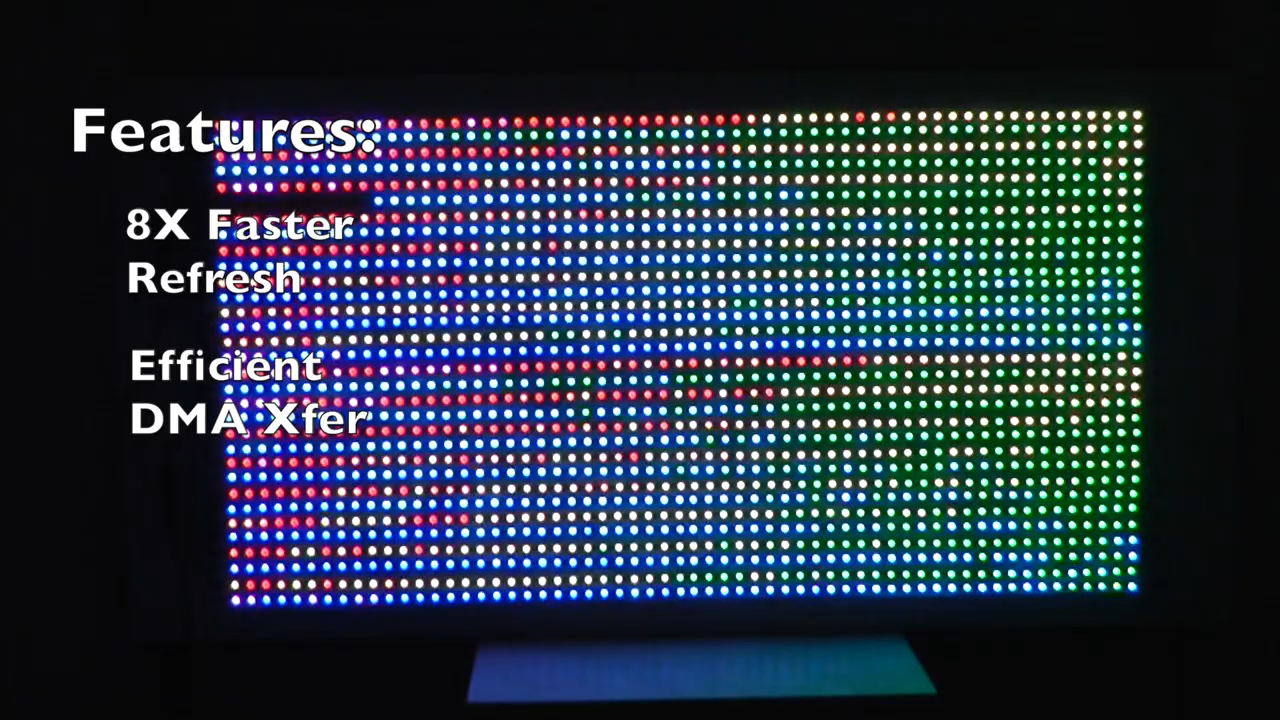 Features:
8X Faster
Refresh
Efficient
DMA Xfer